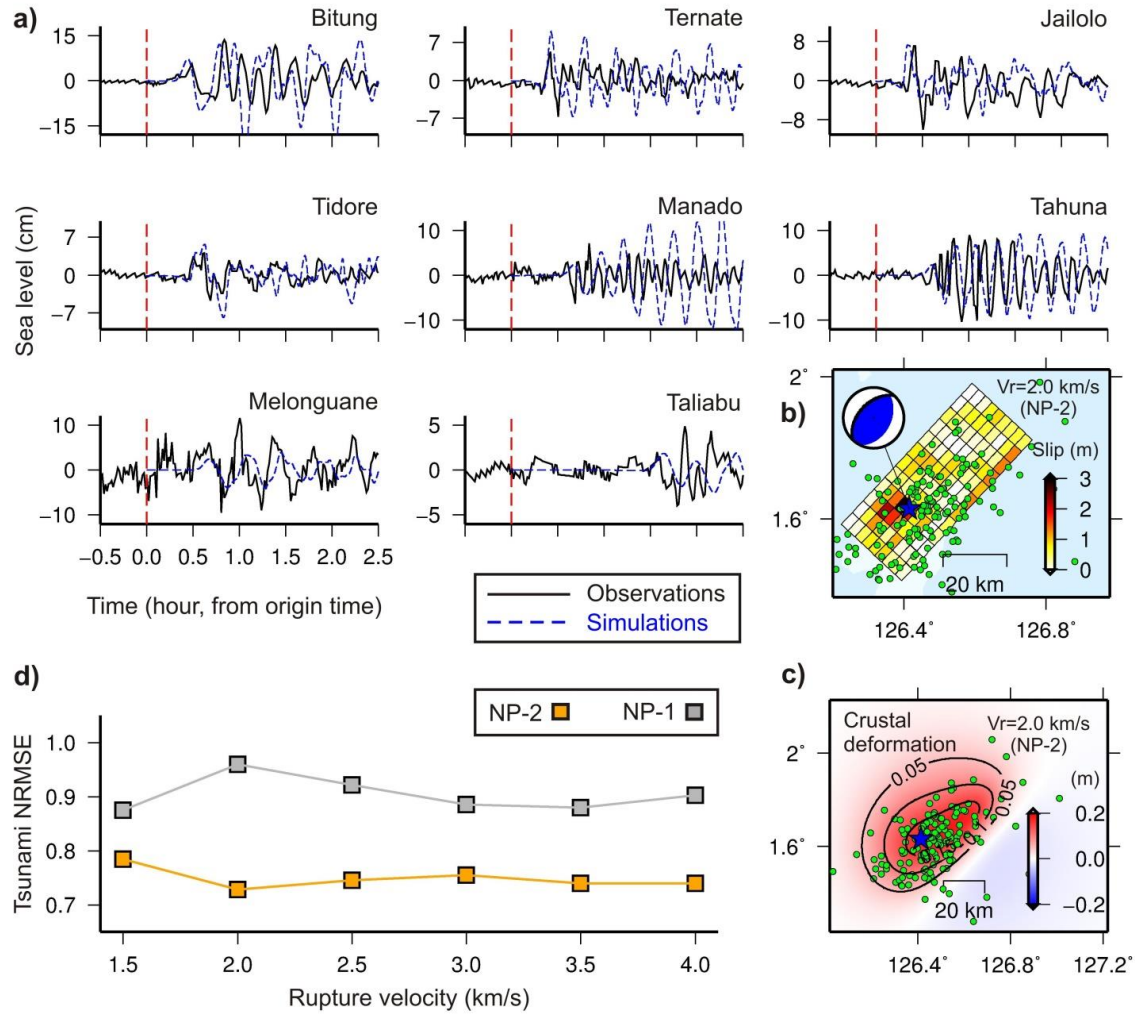 a)
Bitung
15
0
−15
Ternate
7
0
−7
Jailolo
8
0
−8
Sea level (cm)
Tidore
7
0
−7
Manado
10
0
−10
Tahuna
10
0
−10
Melonguane
10
0
−10
−0.5 0.0 0.5 1.0 1.5 2.0 2.5
Time (hour, from origin time)
Taliabu
5
0
−5
Observations
Simulations
b)
2˚
1.6˚
Vr=2.0 km/s
(NP-2)
Slip (m)
3
2
1
0
20 km
126.4˚ 126.8˚
c)
Crustal
deformation
Vr=2.0 km/s
(NP-2)
(m)
0.2
0.0
−0.2
0.05
0.05
0.1
20 km
2˚
1.6˚
126.4˚ 126.8˚ 127.2˚
d)
NP-2 NP-1
Tsunami NRMSE
1.0
0.9
0.8
0.7
1.5 2.0 2.5 3.0 3.5 4.0
Rupture velocity (km/s)